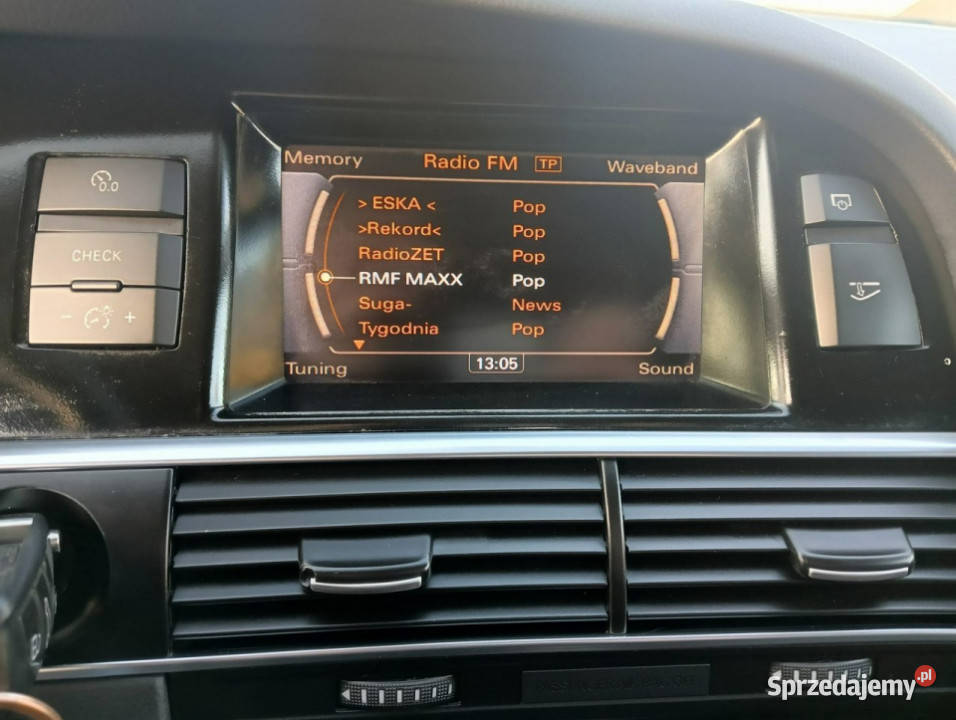 Memory Radio FM TP Waveband
> ESKA < Pop
>Rekord< Pop
RadioZET Pop
RMF MAXX Pop
Suga- News
Tygodnia Pop
Tuning 13:05 Sound
0.0
CHECK
- +
Sprzedajemy.pl